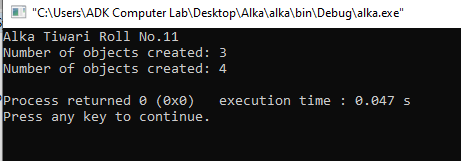 "C:\Users\ADK Computer Lab\Desktop\Alka\alka\bin\Debug\alka.exe"
Alka Tiwari Roll No.11
Number of objects created: 3
Number of objects created: 4
Process returned 0 (0x0)   execution time : 0.047 s
Press any key to continue.